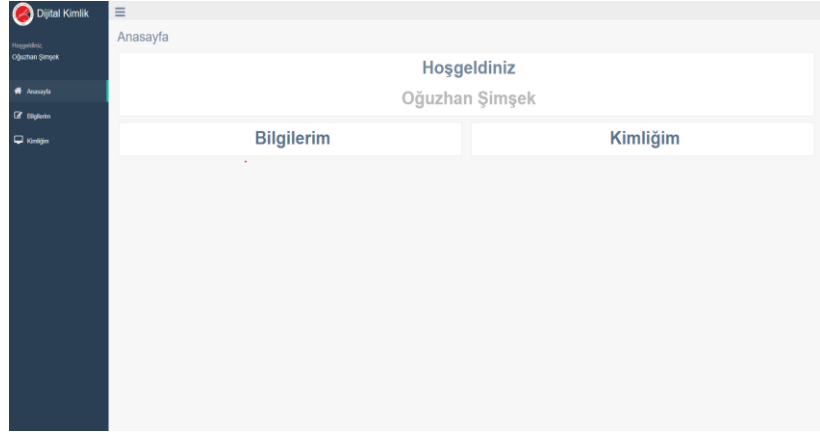 Dijital Kimlik
Hoşgeldiniz,
Oğuzhan Şimşek
Anasayfa
Bilgilerim
Kimliğim
Anasayfa
Hoşgeldiniz
Oğuzhan Şimşek
Bilgilerim
Kimliğim